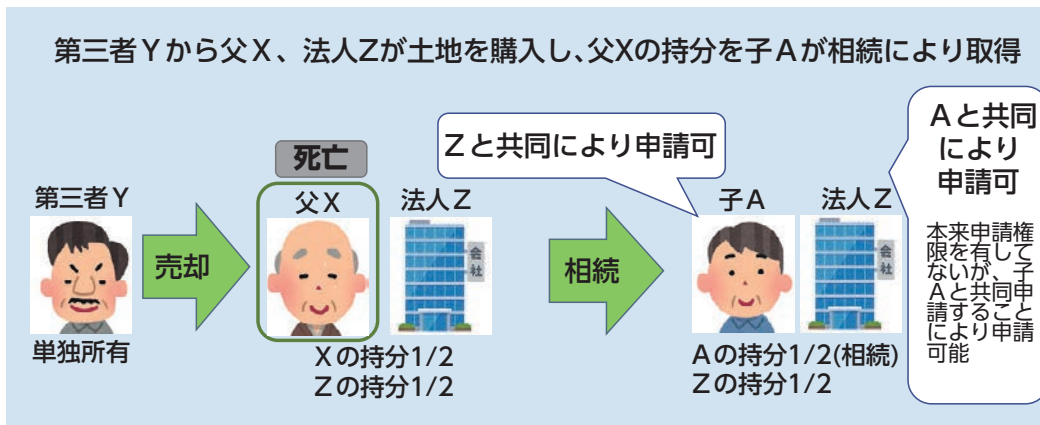 第三者Yから父X、法人Zが土地を購入し、父Xの持分を子Aが相続により取得
Zと共同により申請可
Aと共同
により
申請可
死亡
第三者Y
父X
法人Z
子A
法人Z
売却
会社
相続
会社
本来申請権
限を有して
ないが、子
Aと共同申
請すること
により申請
可能
単独所有
Xの持分1/2
Zの持分1/2
Aの持分1/2(相続)
Zの持分1/2